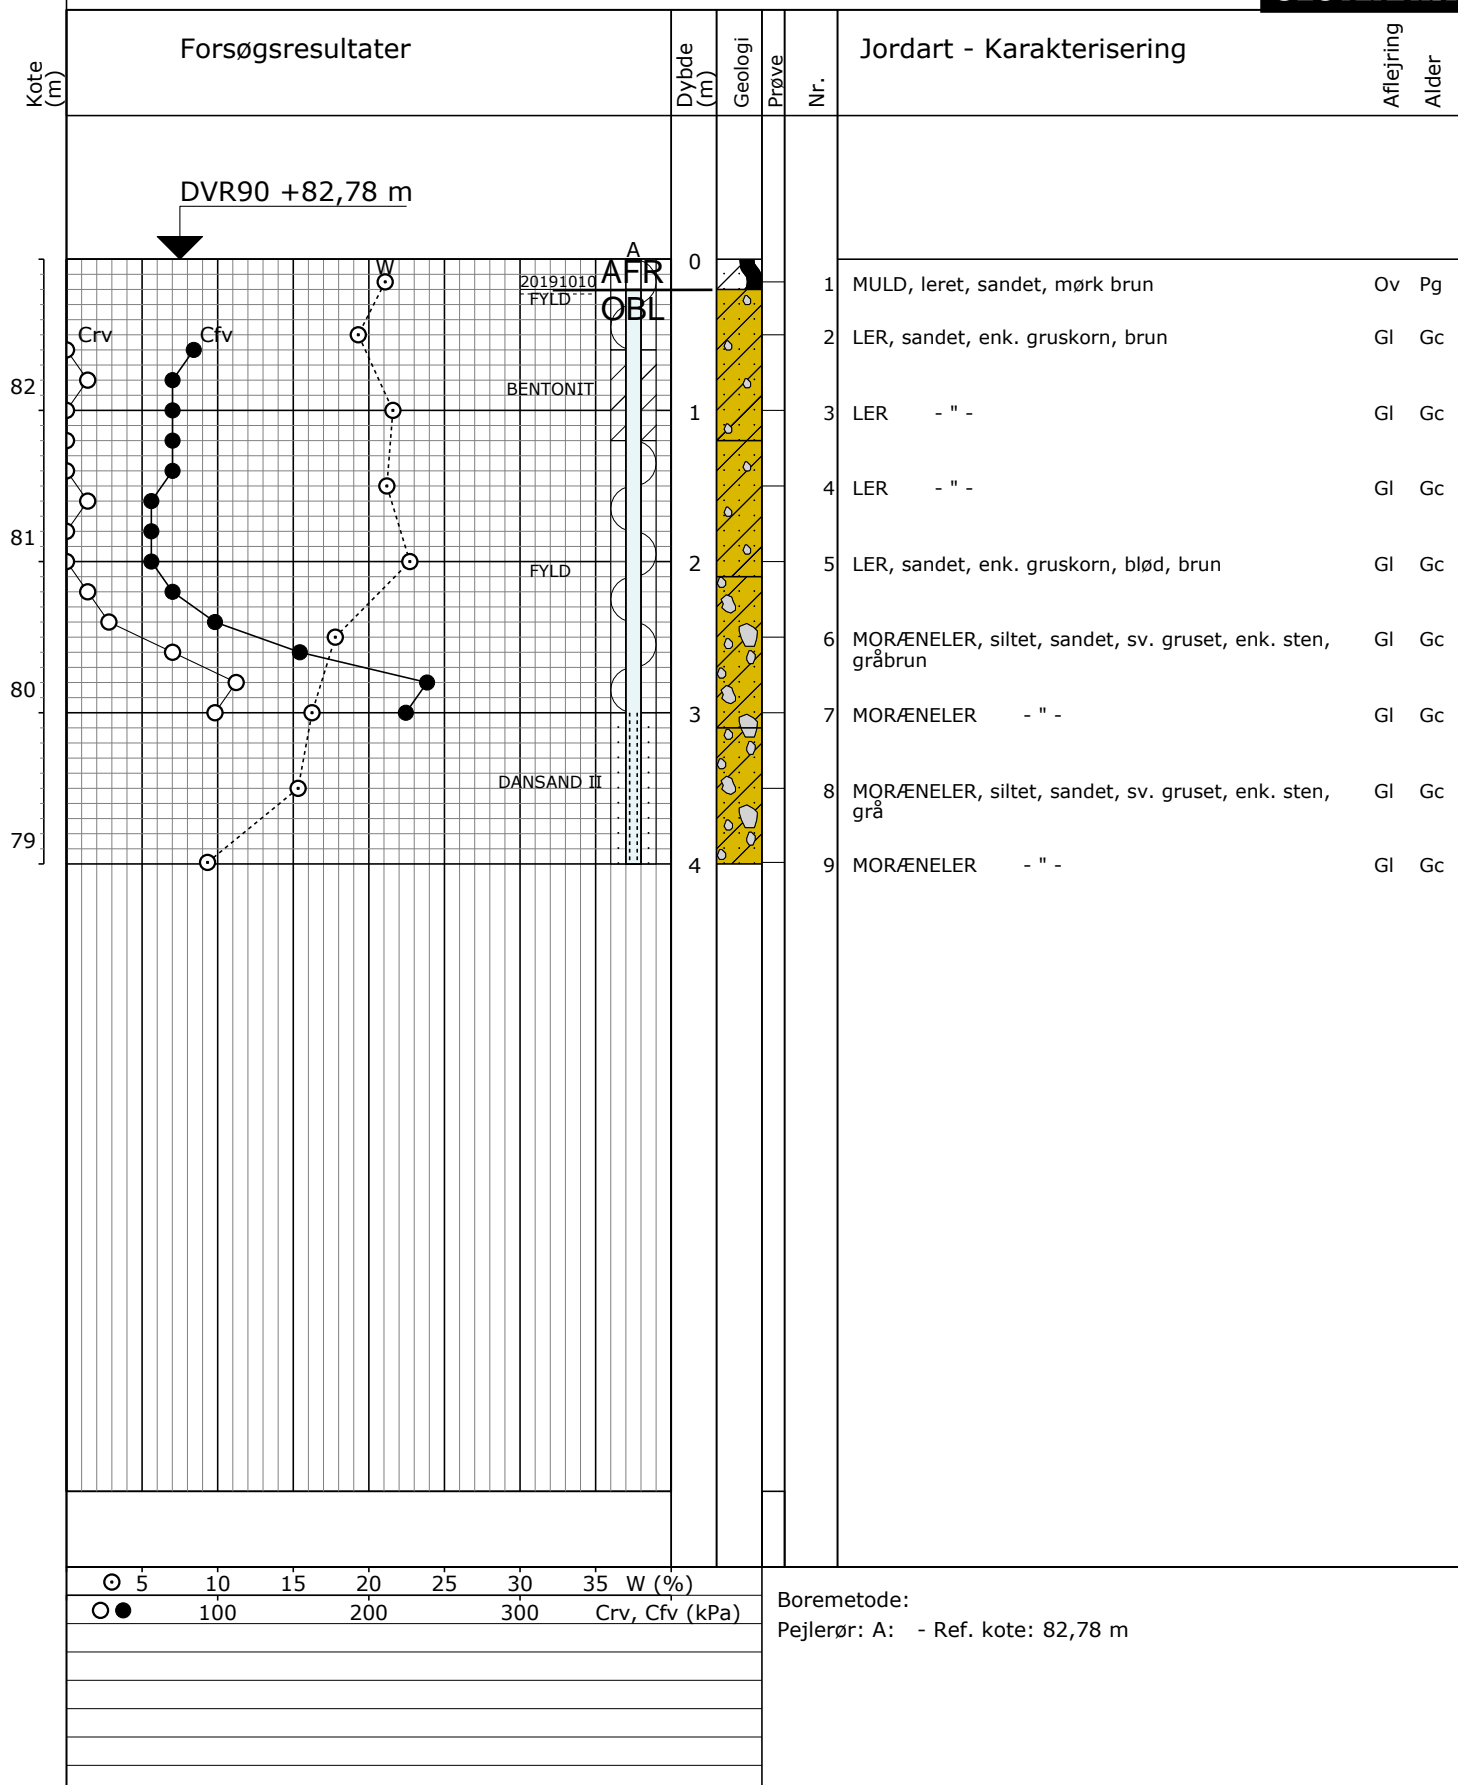 Forsøgsresultater
Kote (m)
Dybde (m)
Geologi
Prøve
Nr.
Jordart - Karakterisering
Aflejring
Alder
DVR90 +82,78 m
A
W
20191010
AFR
OBL
FYLD
0
1 MULD, leret, sandet, mørk brun Ov Pg
Crv
Cfv
2 LER, sandet, enk. gruskorn, brun Gl Gc
82
BENTONIT
1
3 LER - " - Gl Gc
4 LER - " - Gl Gc
81
FYLD
2
5 LER, sandet, enk. gruskorn, blød, brun Gl Gc
6 MORÆNELER, siltet, sandet, sv. gruset, enk. sten, Gl Gc
gråbrun
80
3
7 MORÆNELER - " - Gl Gc
DANSAND II
8 MORÆNELER, siltet, sandet, sv. gruset, enk. sten, Gl Gc
grå
79
4
9 MORÆNELER - " - Gl Gc
5 10 15 20 25 30 35 W (%)
100 200 300 Crv, Cfv (kPa)
Boremetode:
Pejlerør: A: - Ref. kote: 82,78 m